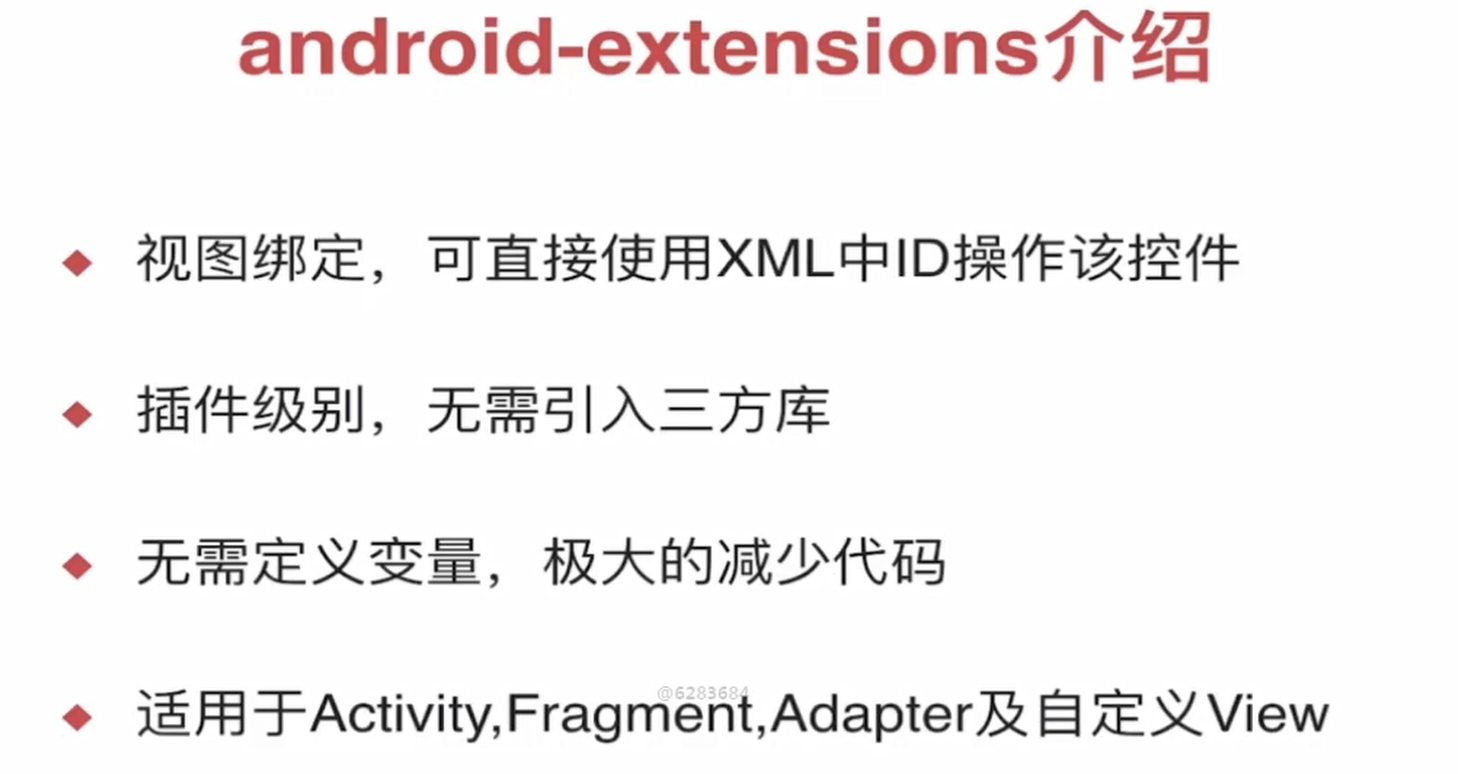 android-extensions介绍
视图绑定，可直接使用XML中ID操作该控件
插件级别，无需引入三方库
无需定义变量，极大的减少代码
@6283684
适用于Activity,Fragment,Adapter及自定义View